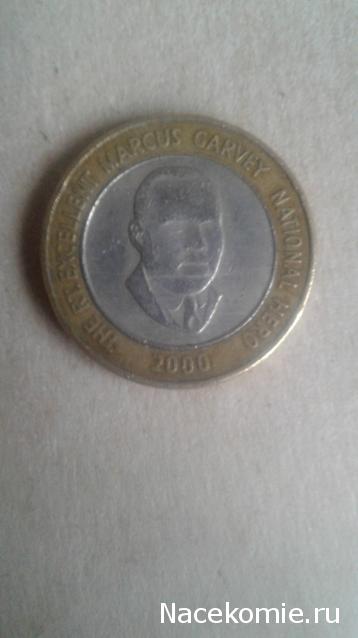 THE RT. EXCELLENT MARCUS GARVEY NATIONAL HERO
2000
Nacekomie.ru